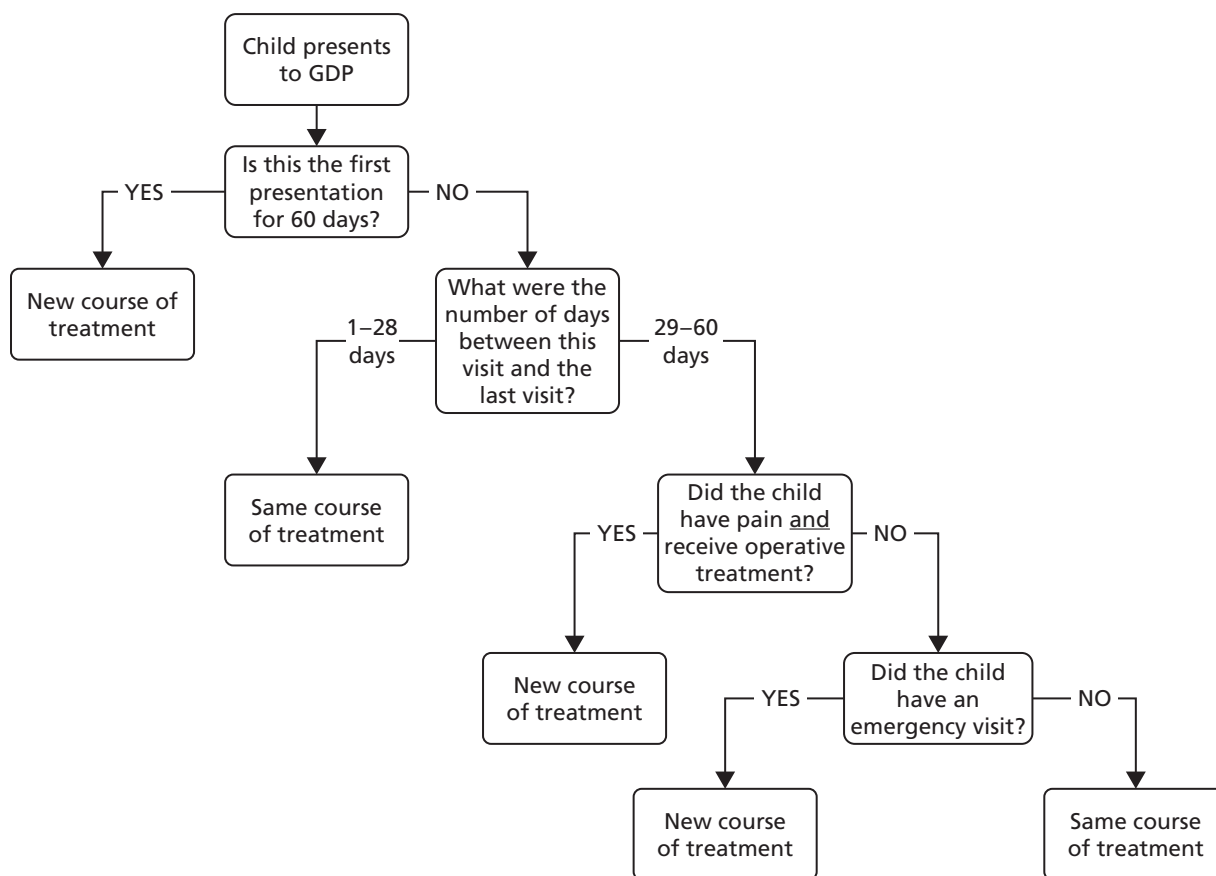 Child presents
to GDP
Is this the first
presentation
for 60 days?
YES
NO
New course of
treatment
What were the
number of days
between this
visit and the
last visit?
1–28
days
29–60
days
Same course
of treatment
Did the child
have pain and
receive operative
treatment?
YES
NO
New course
of treatment
Did the child
have an
emergency visit?
YES
NO
New course
of treatment
Same course
of treatment